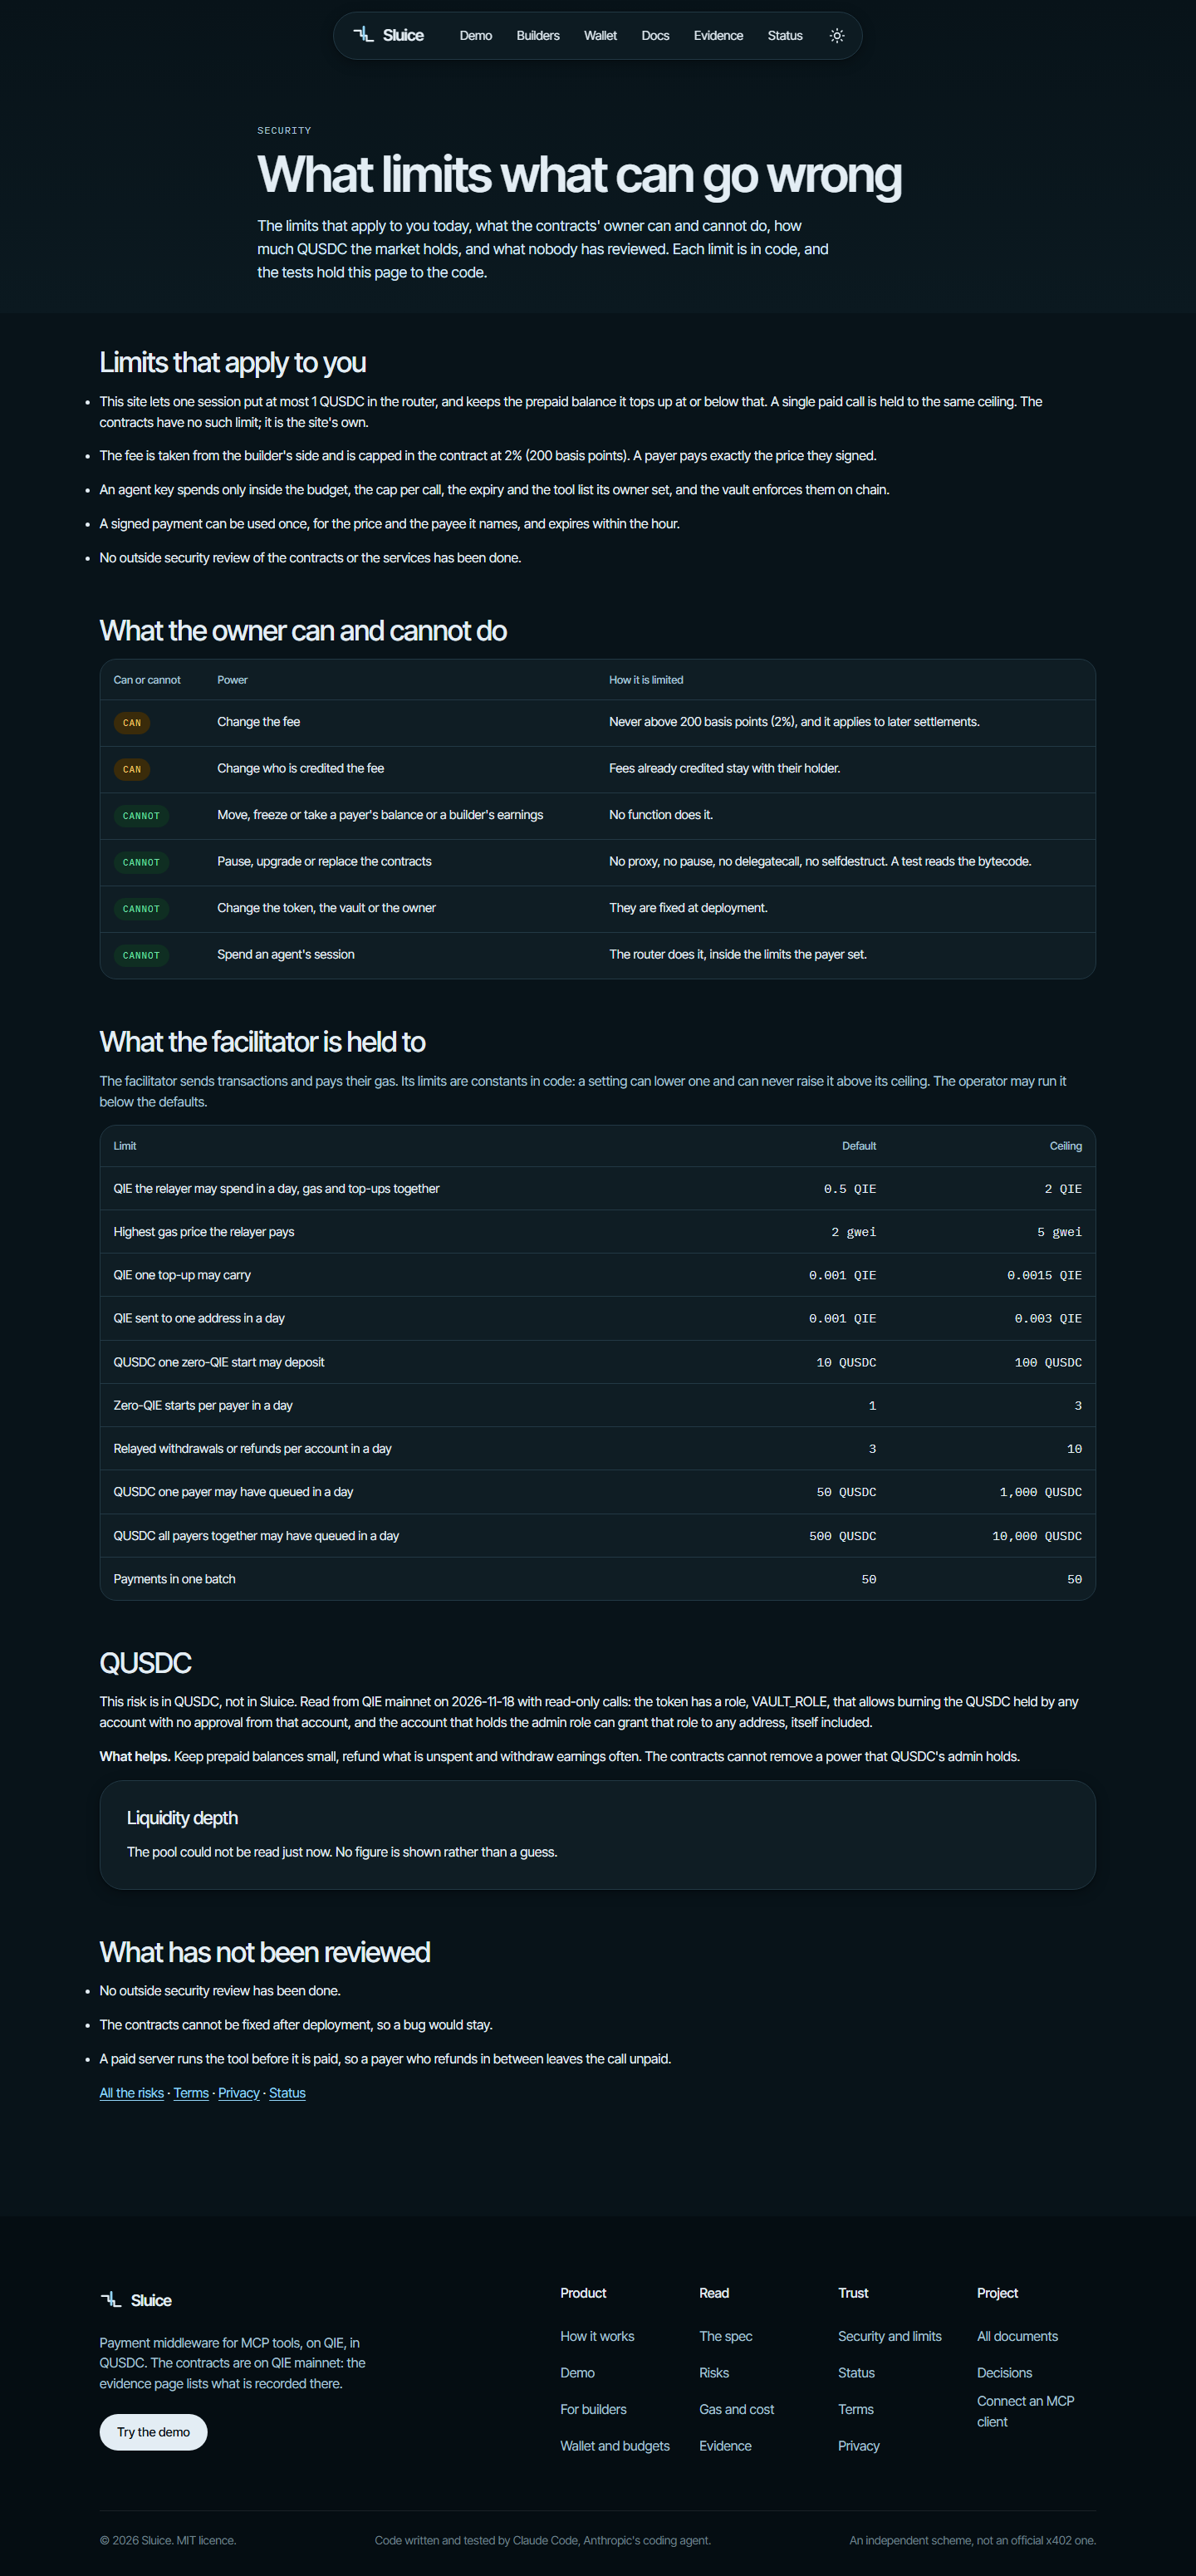 Sluice Demo Builders Wallet Docs Evidence Status
SECURITY
What limits what can go wrong
The limits that apply to you today, what the contracts' owner can and cannot do, how
much QUSDC the market holds, and what nobody has reviewed. Each limit is in code, and
the tests hold this page to the code.
Limits that apply to you
• This site lets one session put at most 1 QUSDC in the router, and keeps the prepaid balance it tops up at or below that. A single paid call is held to the same ceiling. The
contracts have no such limit; it is the site's own.
• The fee is taken from the builder's side and is capped in the contract at 2% (200 basis points). A payer pays exactly the price they signed.
• An agent key spends only inside the budget, the cap per call, the expiry and the tool list its owner set, and the vault enforces them on chain.
• A signed payment can be used once, for the price and the payee it names, and expires within the hour.
• No outside security review of the contracts or the services has been done.
What the owner can and cannot do
Can or cannot Power How it is limited
CAN Change the fee Never above 200 basis points (2%), and it applies to later settlements.
CAN Change who is credited the fee Fees already credited stay with their holder.
CANNOT Move, freeze or take a payer's balance or a builder's earnings No function does it.
CANNOT Pause, upgrade or replace the contracts No proxy, no pause, no delegatecall, no selfdestruct. A test reads the bytecode.
CANNOT Change the token, the vault or the owner They are fixed at deployment.
CANNOT Spend an agent's session The router does it, inside the limits the payer set.
What the facilitator is held to
The facilitator sends transactions and pays their gas. Its limits are constants in code: a setting can lower one and can never raise it above its ceiling. The operator may run it
below the defaults.
Limit Default Ceiling
QIE the relayer may spend in a day, gas and top-ups together 0.5 QIE 2 QIE
Highest gas price the relayer pays 2 gwei 5 gwei
QIE one top-up may carry 0.001 QIE 0.0015 QIE
QIE sent to one address in a day 0.001 QIE 0.003 QIE
QUSDC one zero-QIE start may deposit 10 QUSDC 100 QUSDC
Zero-QIE starts per payer in a day 1 3
Relayed withdrawals or refunds per account in a day 3 10
QUSDC one payer may have queued in a day 50 QUSDC 1,000 QUSDC
QUSDC all payers together may have queued in a day 500 QUSDC 10,000 QUSDC
Payments in one batch 50 50
QUSDC
This risk is in QUSDC, not in Sluice. Read from QIE mainnet on 2026-11-18 with read-only calls: the token has a role, VAULT_ROLE, that allows burning the QUSDC held by any
account with no approval from that account, and the account that holds the admin role can grant that role to any address, itself included.
What helps. Keep prepaid balances small, refund what is unspent and withdraw earnings often. The contracts cannot remove a power that QUSDC's admin holds.
Liquidity depth
The pool could not be read just now. No figure is shown rather than a guess.
What has not been reviewed
• No outside security review has been done.
• The contracts cannot be fixed after deployment, so a bug would stay.
• A paid server runs the tool before it is paid, so a payer who refunds in between leaves the call unpaid.
All the risks · Terms · Privacy · Status
Sluice
Payment middleware for MCP tools, on QIE, in
QUSDC. The contracts are on QIE mainnet: the
evidence page lists what is recorded there.
Try the demo
Product
How it works
Demo
For builders
Wallet and budgets
Read
The spec
Risks
Gas and cost
Evidence
Trust
Security and limits
Status
Terms
Privacy
Project
All documents
Decisions
Connect an MCP
client
© 2026 Sluice. MIT licence. Code written and tested by Claude Code, Anthropic's coding agent. An independent scheme, not an official x402 one.